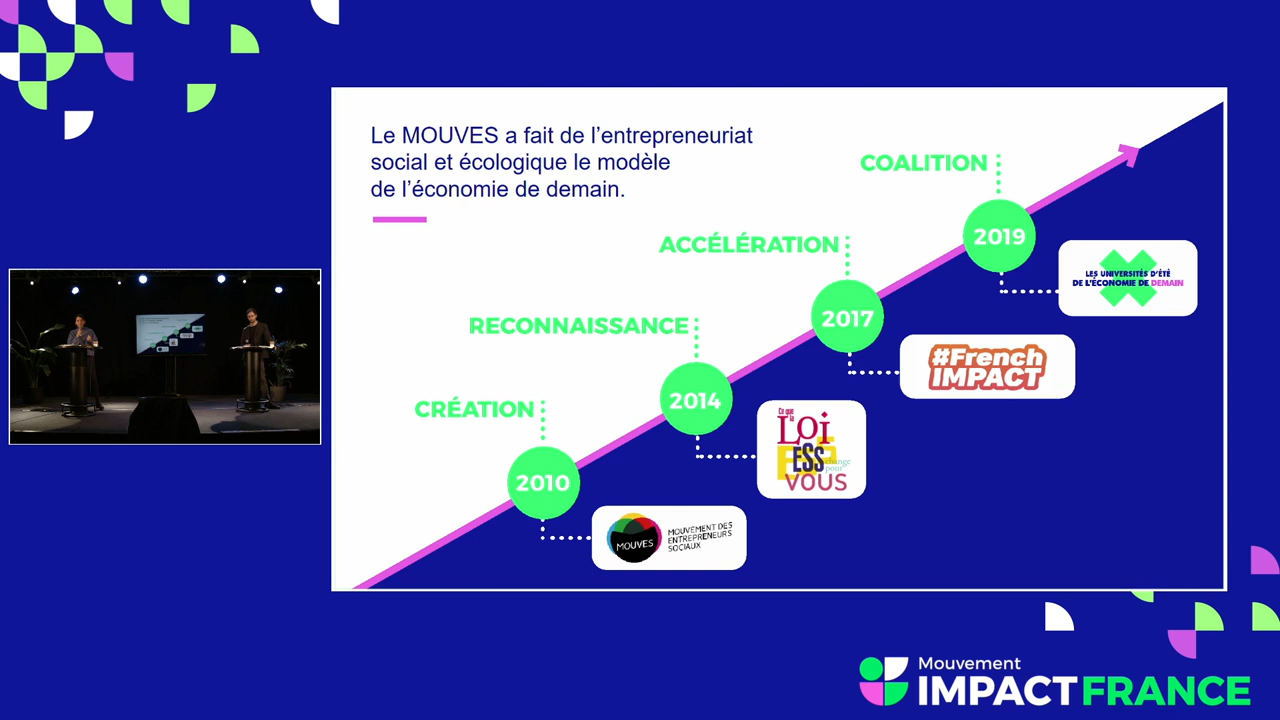 Le MOUVES a fait de l'entrepreneuriat
social et écologique le modèle
de l'économie de demain.
COALITION
2019
LES UNIVERSITÉS D'ÉTÉ
DE L'ÉCONOMIE DE DEMAIN
ACCÉLÉRATION
2017
#French
IMPACT
RECONNAISSANCE
2014
Ce que
la
Loi
ESS
change
pour
VOUS
CRÉATION
2010
MOUVES
MOUVEMENT DES
ENTREPRENEURS
SOCIAUX
Mouvement
IMPACT FRANCE